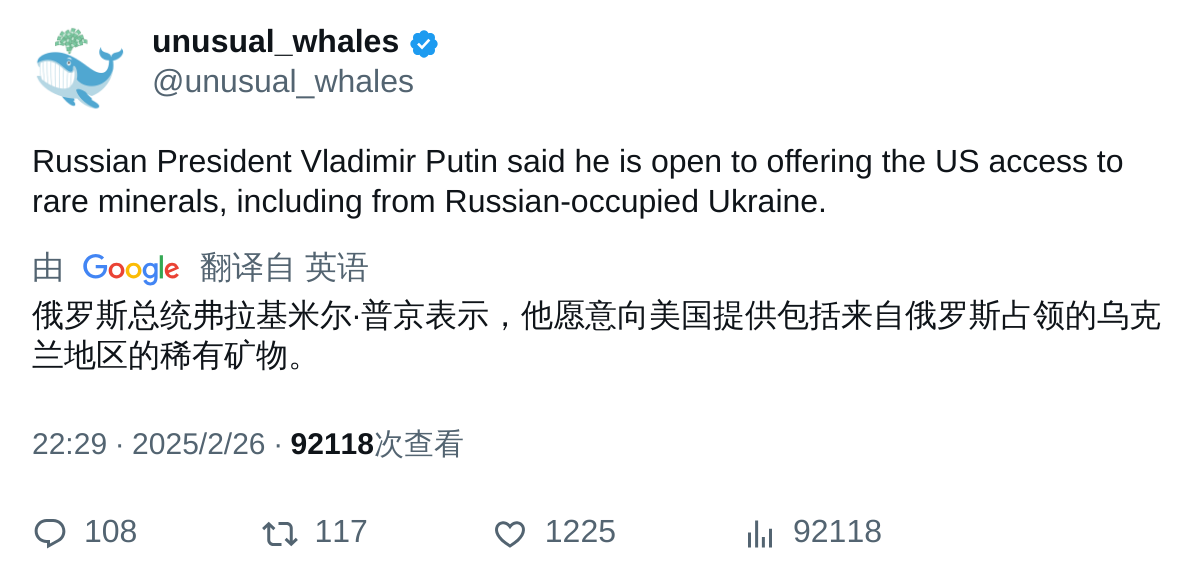 unusual_whales
@unusual_whales
Russian President Vladimir Putin said he is open to offering the US access to
rare minerals, including from Russian-occupied Ukraine.
由 Google 翻译自 英语
俄罗斯总统弗拉基米尔·普京表示，他愿意向美国提供包括来自俄罗斯占领的乌克
兰地区的稀有矿物。
22:29 · 2025/2/26 · 92118次查看
108 117 1225 92118